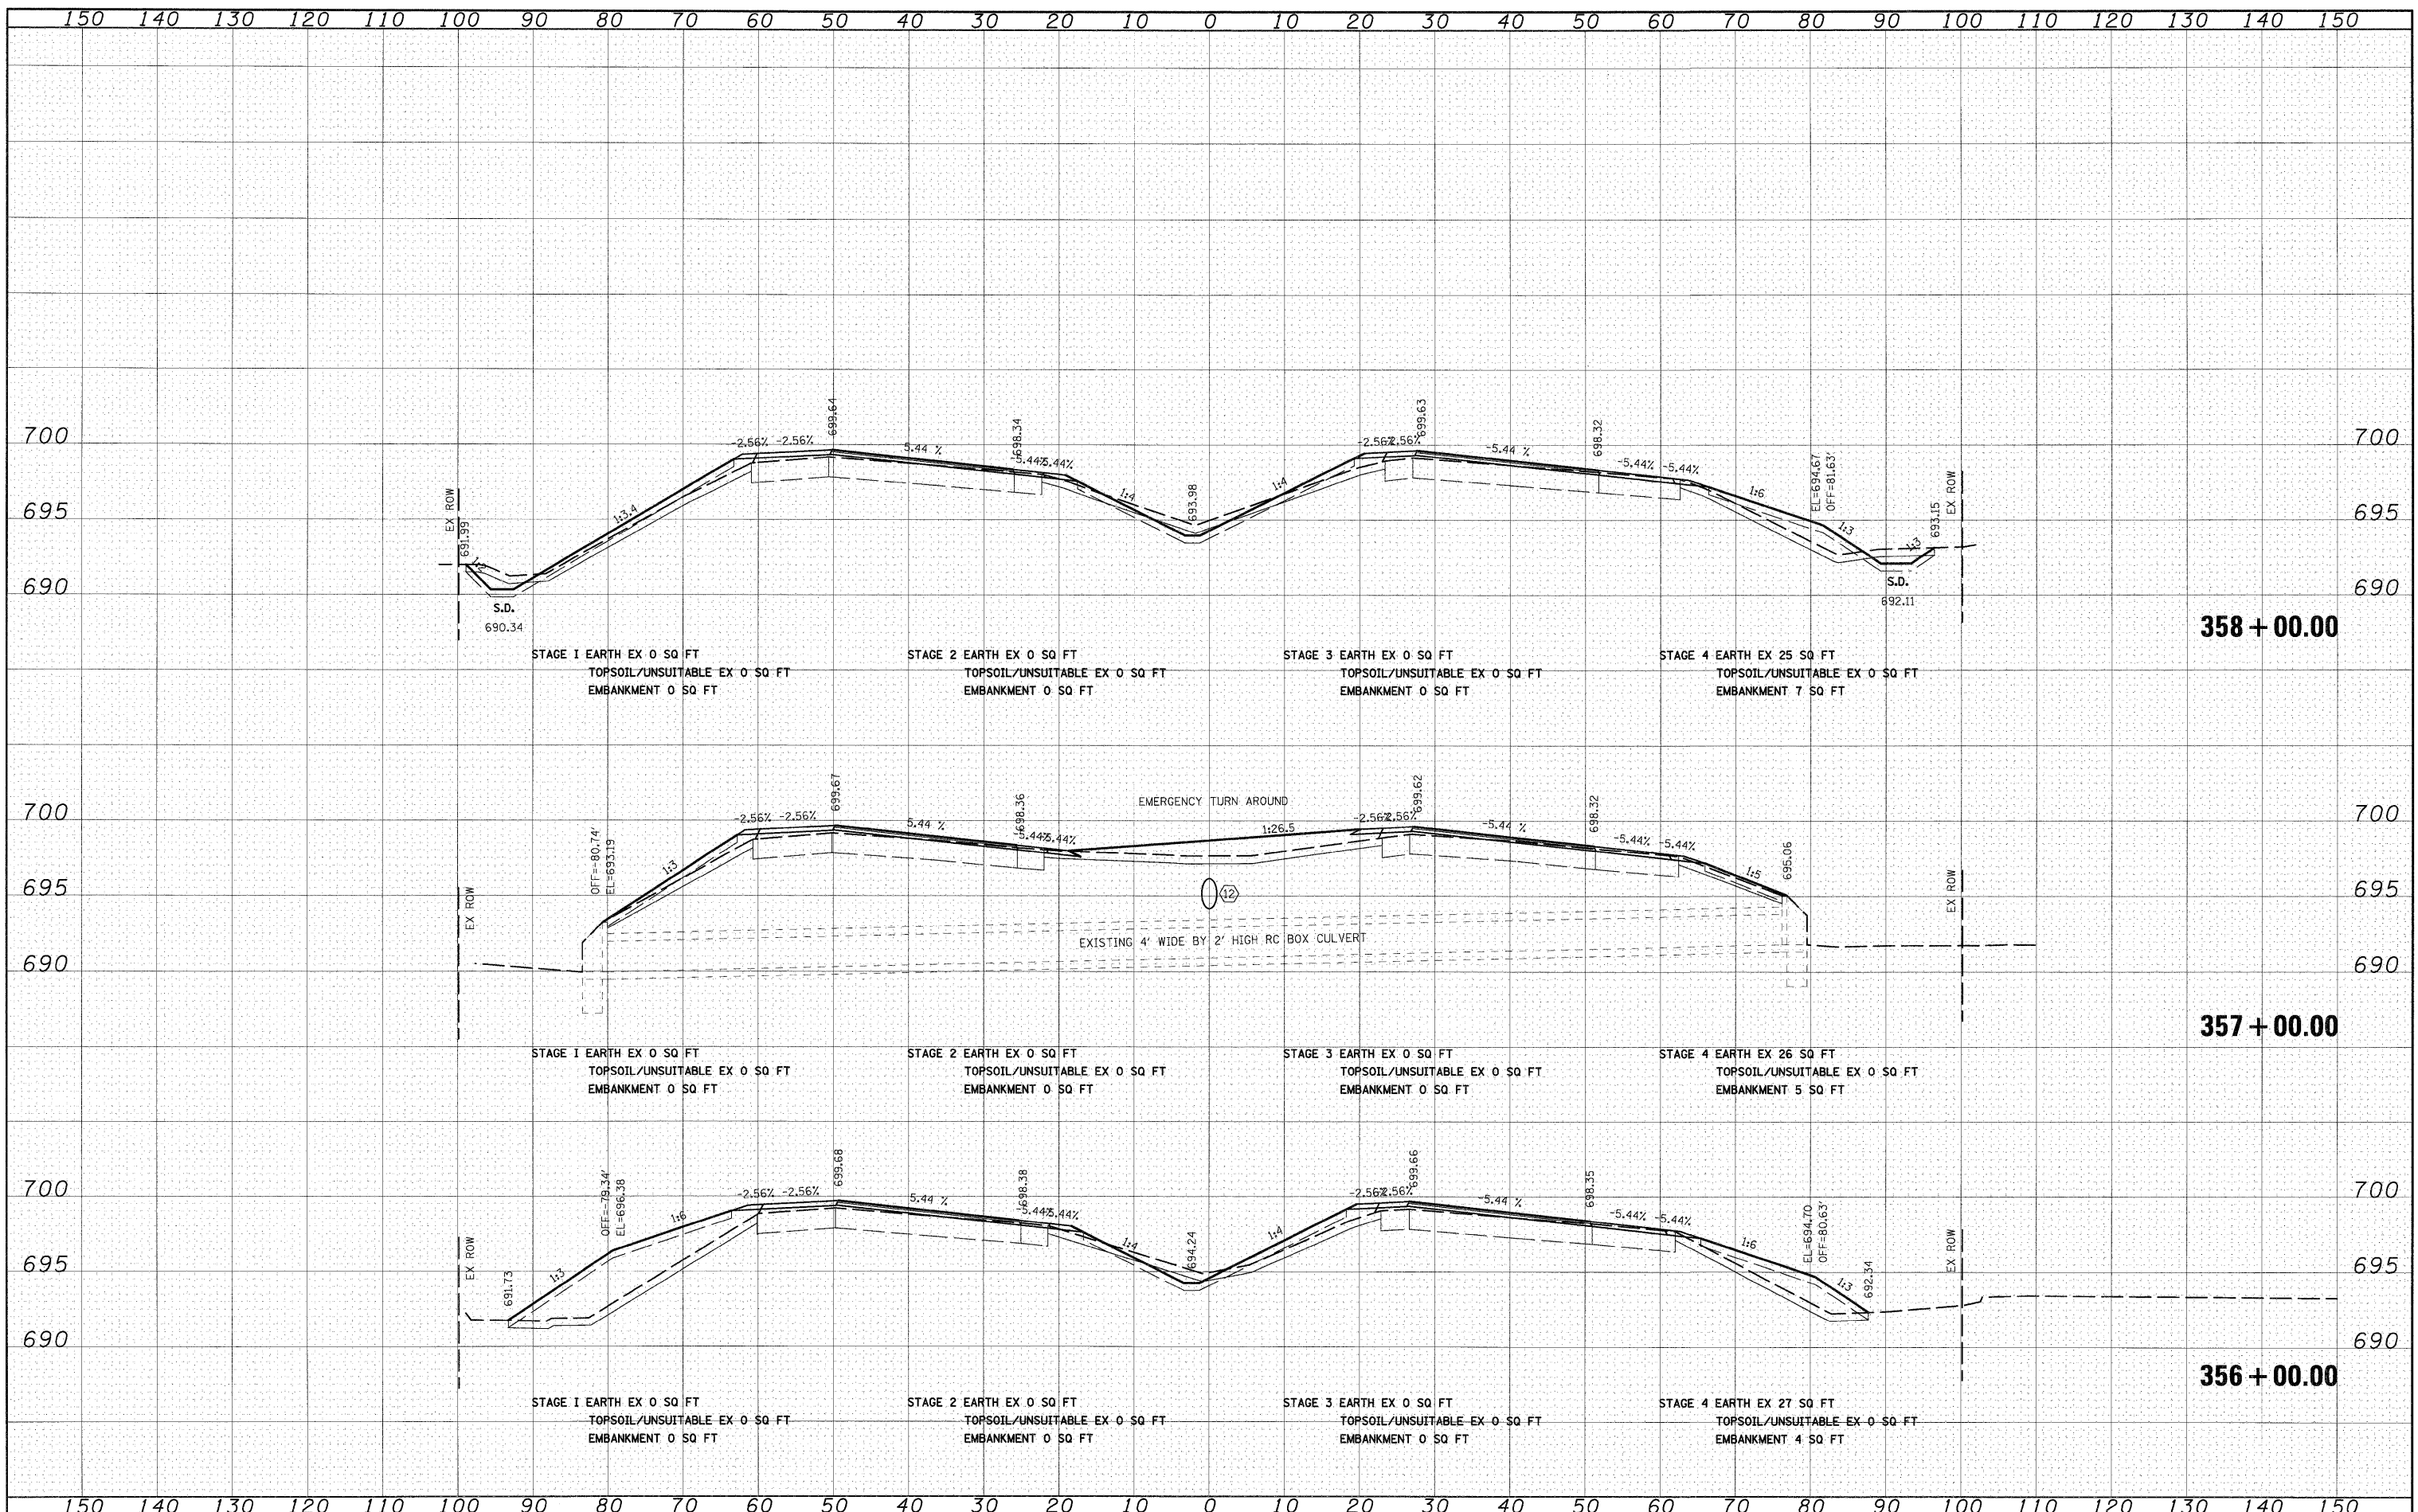 150 140 130 120 110 100 90 80 70 60 50 40 30 20 10 0 10 20 30 40 50 60 70 80 90 100 110 120 130 140 150
700 700
695 695
690 690
EX ROW
691.99
1:2
S.D.
690.34
1:3.4
-2.56%
-2.56%
699.64
5.44 %
698.34
-5.44%
-5.44%
1:4
693.98
1:4
-2.56%
-2.56%
699.63
-5.44 %
698.32
-5.44%
-5.44%
1:6
EL=694.67
OFF=81.63'
1:3
S.D.
692.11
1:3
693.15
EX ROW
358+00.00
STAGE I EARTH EX 0 SQ FT
TOPSOIL/UNSUITABLE EX 0 SQ FT
EMBANKMENT 0 SQ FT
STAGE 2 EARTH EX 0 SQ FT
TOPSOIL/UNSUITABLE EX 0 SQ FT
EMBANKMENT 0 SQ FT
STAGE 3 EARTH EX 0 SQ FT
TOPSOIL/UNSUITABLE EX 0 SQ FT
EMBANKMENT 0 SQ FT
STAGE 4 EARTH EX 25 SQ FT
TOPSOIL/UNSUITABLE EX 0 SQ FT
EMBANKMENT 7 SQ FT
700 700
695 695
690 690
EX ROW
OFF=-80.74'
EL=693.19
1:3
-2.56%
-2.56%
699.67
5.44 %
698.36
-5.44%
-5.44%
EMERGENCY TURN AROUND
1:26.5
12
EXISTING 4' WIDE BY 2' HIGH RC BOX CULVERT
-2.56%
-2.56%
699.62
-5.44 %
698.32
-5.44%
-5.44%
1:5
695.06
EX ROW
357+00.00
STAGE I EARTH EX 0 SQ FT
TOPSOIL/UNSUITABLE EX 0 SQ FT
EMBANKMENT 0 SQ FT
STAGE 2 EARTH EX 0 SQ FT
TOPSOIL/UNSUITABLE EX 0 SQ FT
EMBANKMENT 0 SQ FT
STAGE 3 EARTH EX 0 SQ FT
TOPSOIL/UNSUITABLE EX 0 SQ FT
EMBANKMENT 0 SQ FT
STAGE 4 EARTH EX 26 SQ FT
TOPSOIL/UNSUITABLE EX 0 SQ FT
EMBANKMENT 5 SQ FT
700 700
695 695
690 690
EX ROW
691.73
1:3
OFF=-79.34'
EL=696.38
1:6
-2.56%
-2.56%
699.68
5.44 %
698.38
-5.44%
-5.44%
1:4
694.24
1:4
-2.56%
-2.56%
699.66
-5.44 %
698.35
-5.44%
-5.44%
1:6
EL=694.70
OFF=80.63'
1:3
692.34
EX ROW
356+00.00
STAGE I EARTH EX 0 SQ FT
TOPSOIL/UNSUITABLE EX 0 SQ FT
EMBANKMENT 0 SQ FT
STAGE 2 EARTH EX 0 SQ FT
TOPSOIL/UNSUITABLE EX 0 SQ FT
EMBANKMENT 0 SQ FT
STAGE 3 EARTH EX 0 SQ FT
TOPSOIL/UNSUITABLE EX 0 SQ FT
EMBANKMENT 0 SQ FT
STAGE 4 EARTH EX 27 SQ FT
TOPSOIL/UNSUITABLE EX 0 SQ FT
EMBANKMENT 4 SQ FT
150 140 130 120 110 100 90 80 70 60 50 40 30 20 10 0 10 20 30 40 50 60 70 80 90 100 110 120 130 140 150